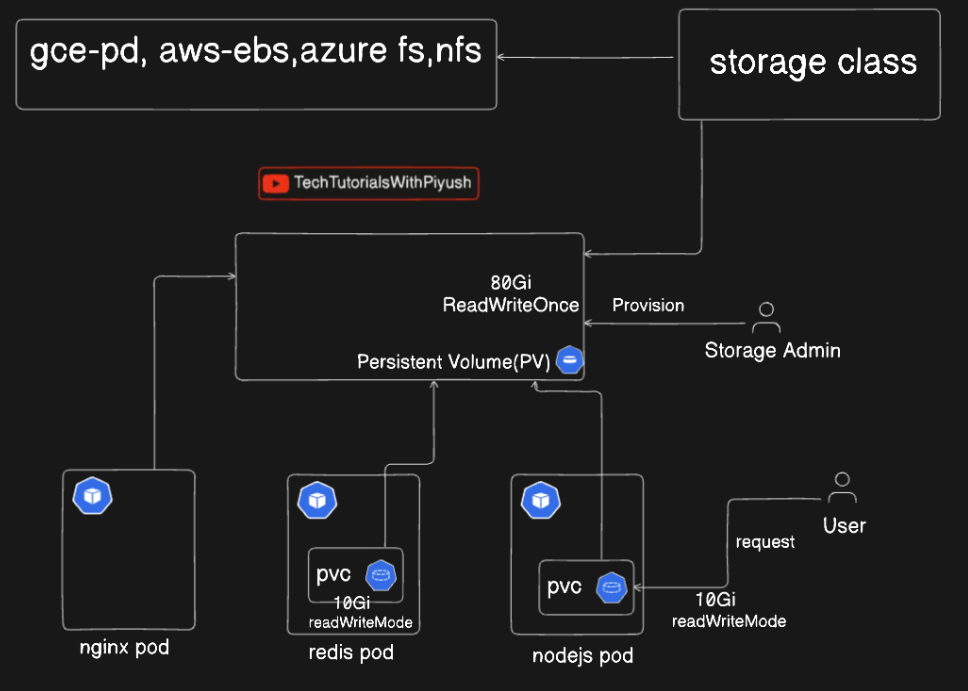 gce-pd, aws-ebs,azure fs,nfs
storage class
TechTutorialsWithPiyush
80Gi
ReadWriteOnce
Provision
Persistent Volume(PV)
Storage Admin
pvc
10Gi
readWriteMode
pvc
User
request
10Gi
readWriteMode
nginx pod
redis pod
nodejs pod